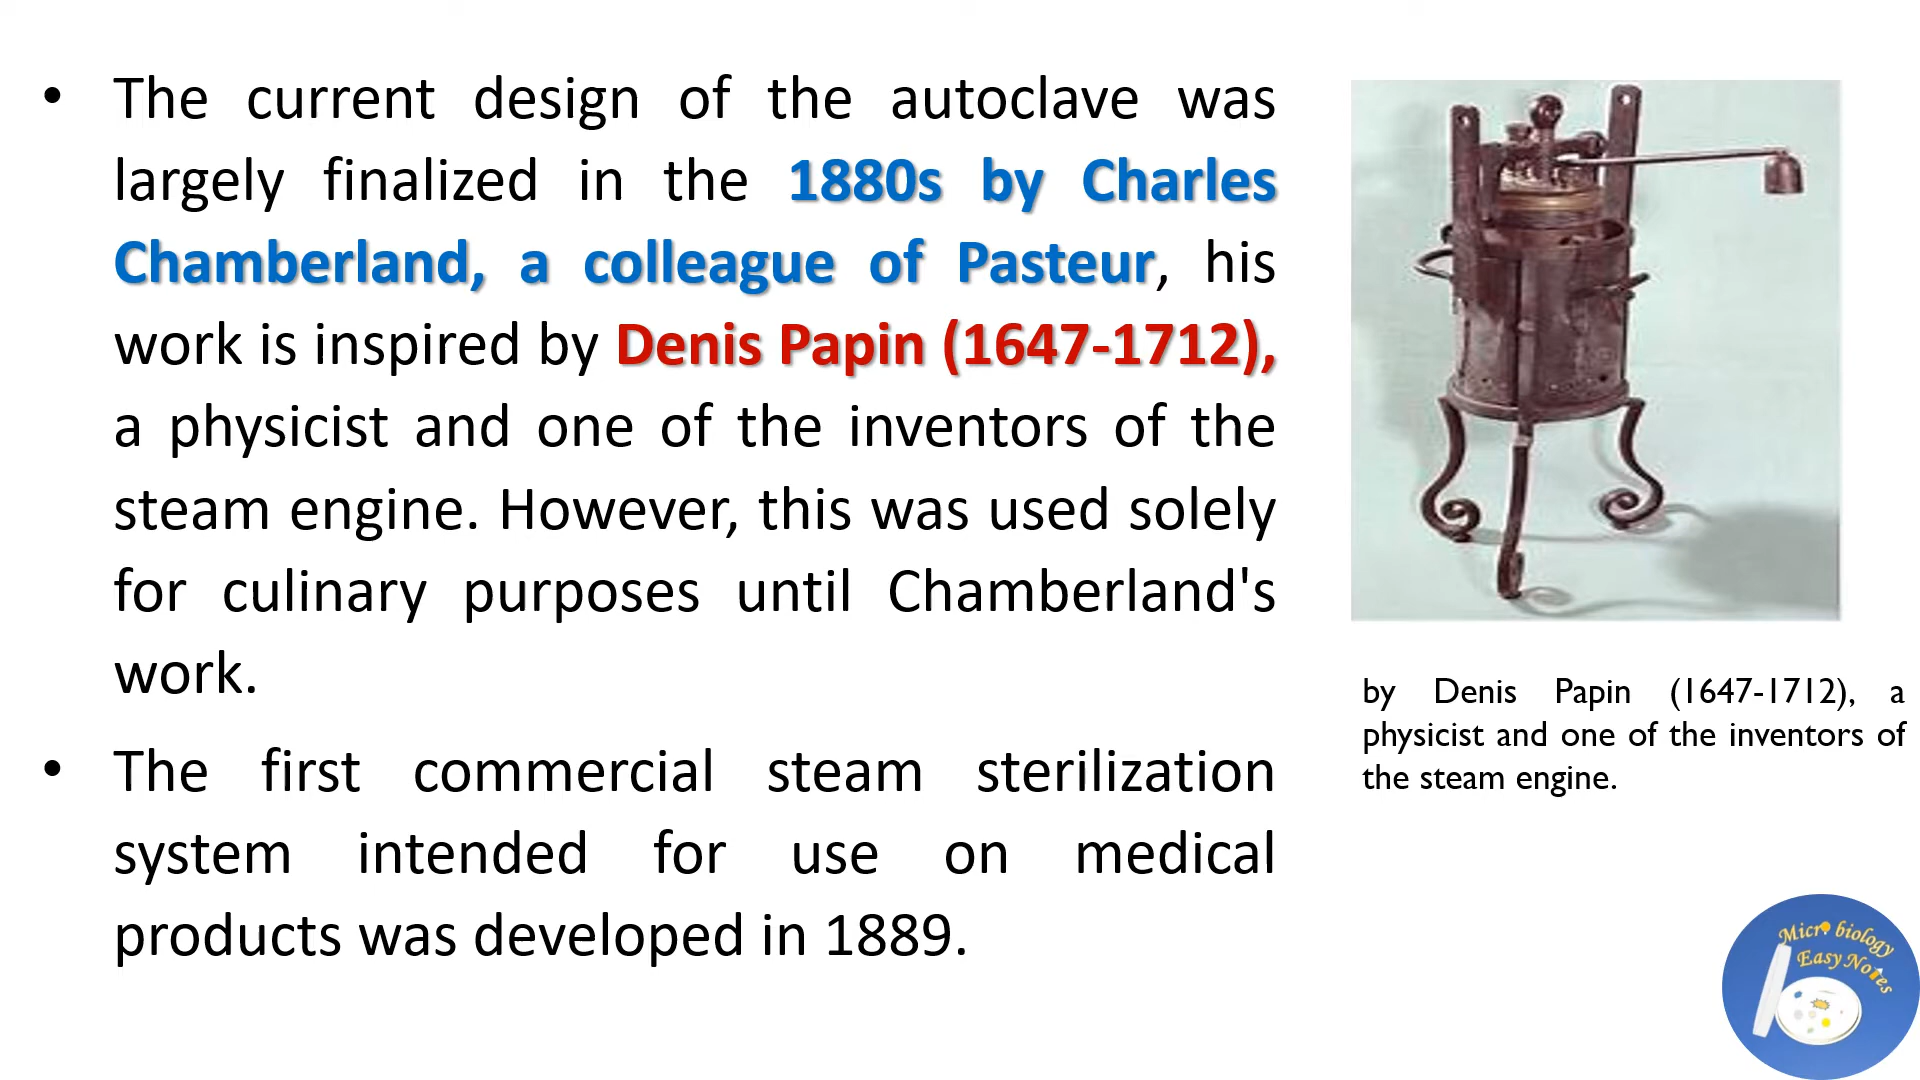 • The current design of the autoclave was
largely finalized in the 1880s by Charles
Chamberland, a colleague of Pasteur, his
work is inspired by Denis Papin (1647-1712),
a physicist and one of the inventors of the
steam engine. However, this was used solely
for culinary purposes until Chamberland's
work.
• The first commercial steam sterilization
system intended for use on medical
products was developed in 1889.
by Denis Papin (1647-1712), a
physicist and one of the inventors of
the steam engine.
Microbiology
Easy Notes